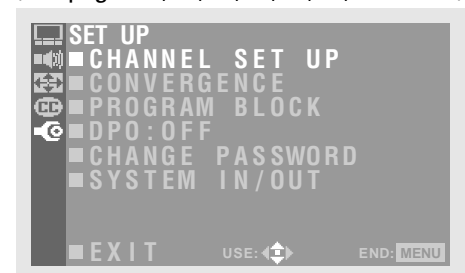 SET UP
■CHANNEL SET UP
■CONVERGENCE
CC ■PROGRAM BLOCK
■DPO:OFF
■CHANGE PASSWORD
■SYSTEM IN/OUT
■EXIT USE: END: MENU